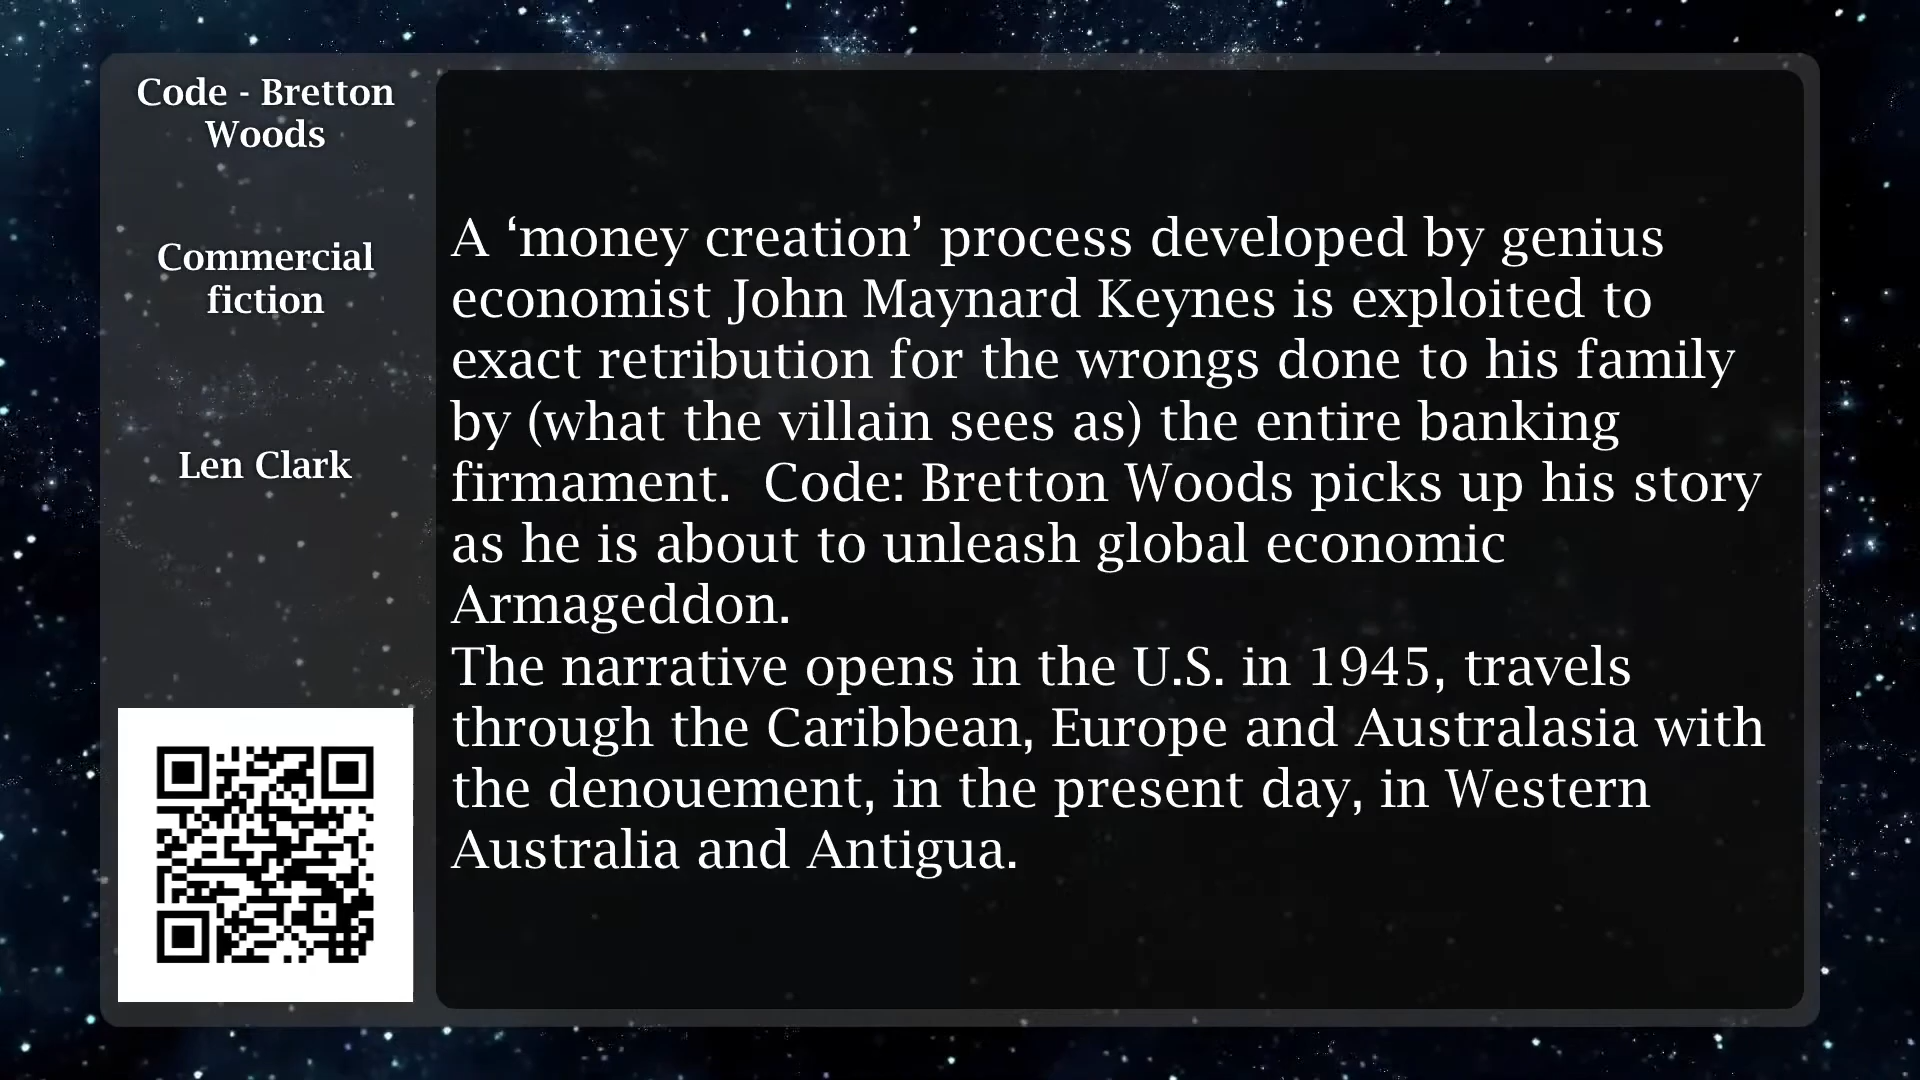 Code - Bretton
Woods
Commercial
fiction
Len Clark
A ‘money creation’ process developed by genius
economist John Maynard Keynes is exploited to
exact retribution for the wrongs done to his family
by (what the villain sees as) the entire banking
firmament.  Code: Bretton Woods picks up his story
as he is about to unleash global economic
Armageddon.
The narrative opens in the U.S. in 1945, travels
through the Caribbean, Europe and Australasia with
the denouement, in the present day, in Western
Australia and Antigua.